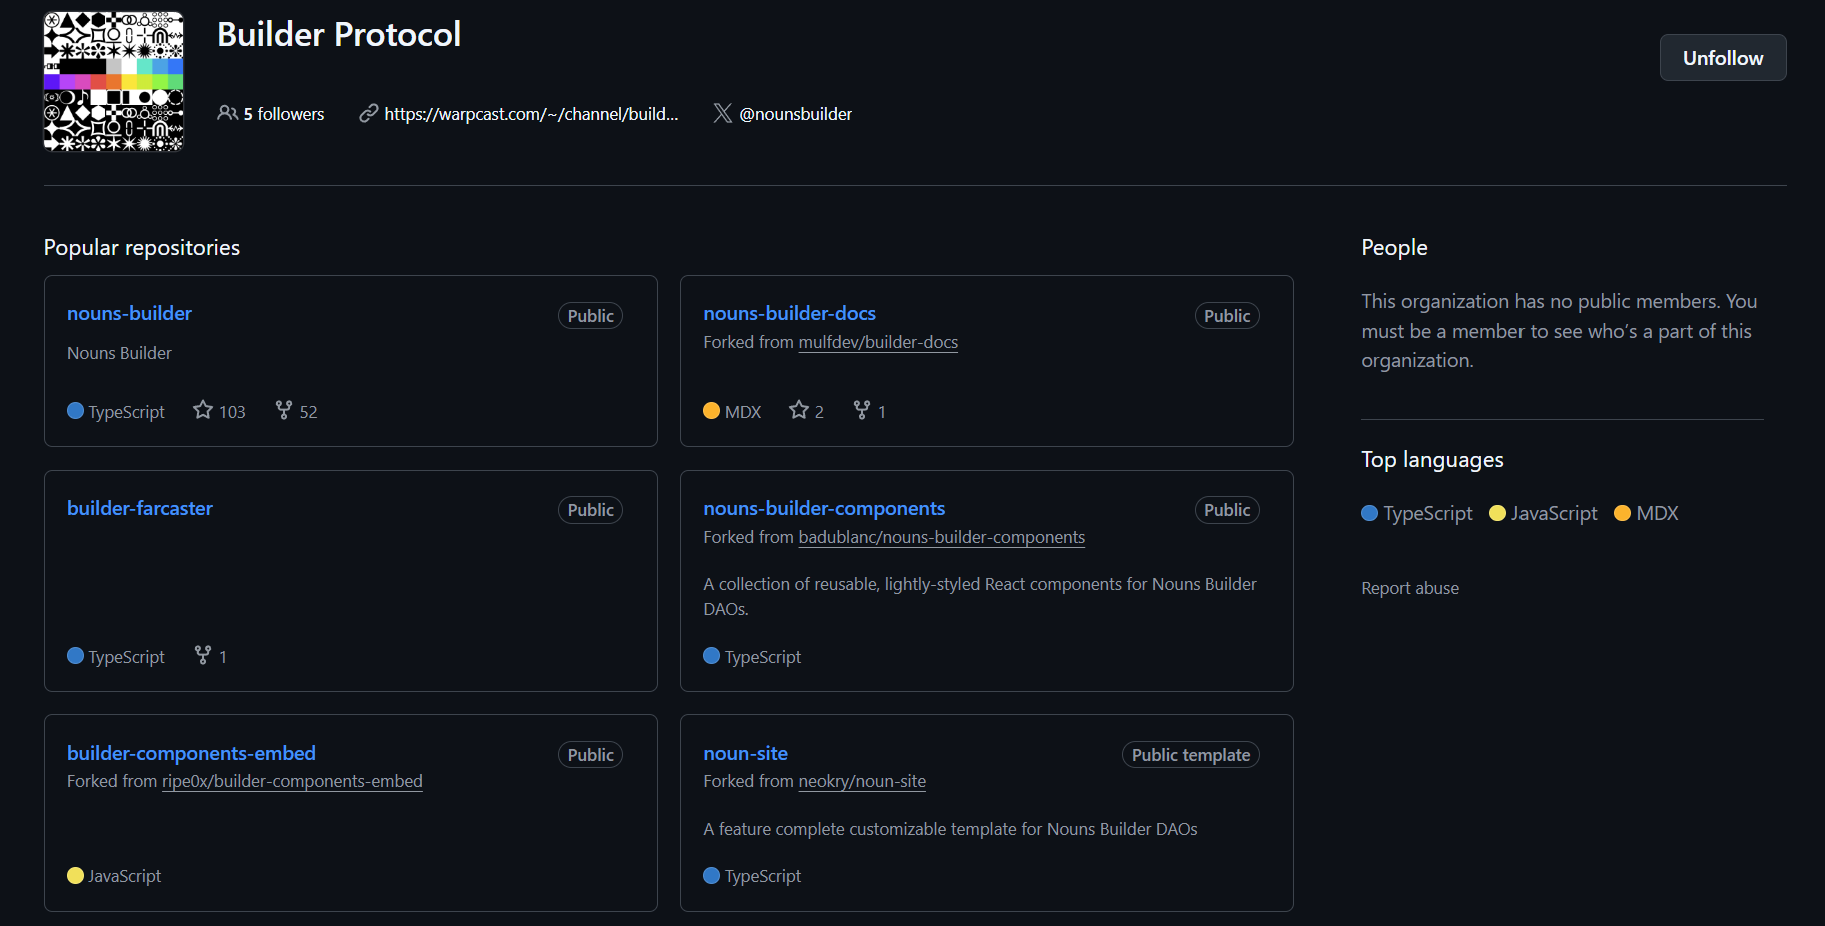 Builder Protocol
Unfollow
5 followers
https://warpcast.com/~/channel/build...
@nounsbuilder
Popular repositories
nouns-builder
Public
Nouns Builder
TypeScript 103 52
nouns-builder-docs
Public
Forked from mulfdev/builder-docs
MDX 2 1
builder-farcaster
Public
TypeScript 1
nouns-builder-components
Public
Forked from badublanc/nouns-builder-components
A collection of reusable, lightly-styled React components for Nouns Builder
DAOs.
TypeScript
builder-components-embed
Public
Forked from ripe0x/builder-components-embed
JavaScript
noun-site
Public template
Forked from neokry/noun-site
A feature complete customizable template for Nouns Builder DAOs
TypeScript
People
This organization has no public members. You
must be a member to see who’s a part of this
organization.
Top languages
TypeScript JavaScript MDX
Report abuse